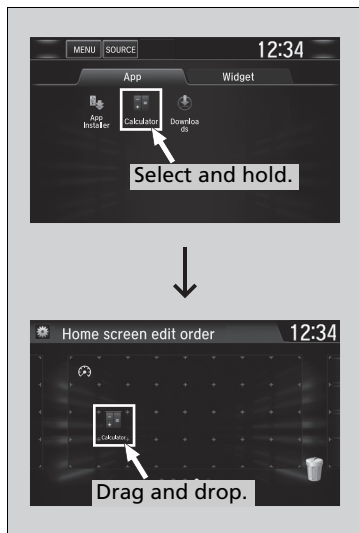 MENU SOURCE 12:34
App Widget
App
Installer
Calculator
Downloa
ds
Select and hold.
Home screen edit order 12:34
Calculator
Drag and drop.